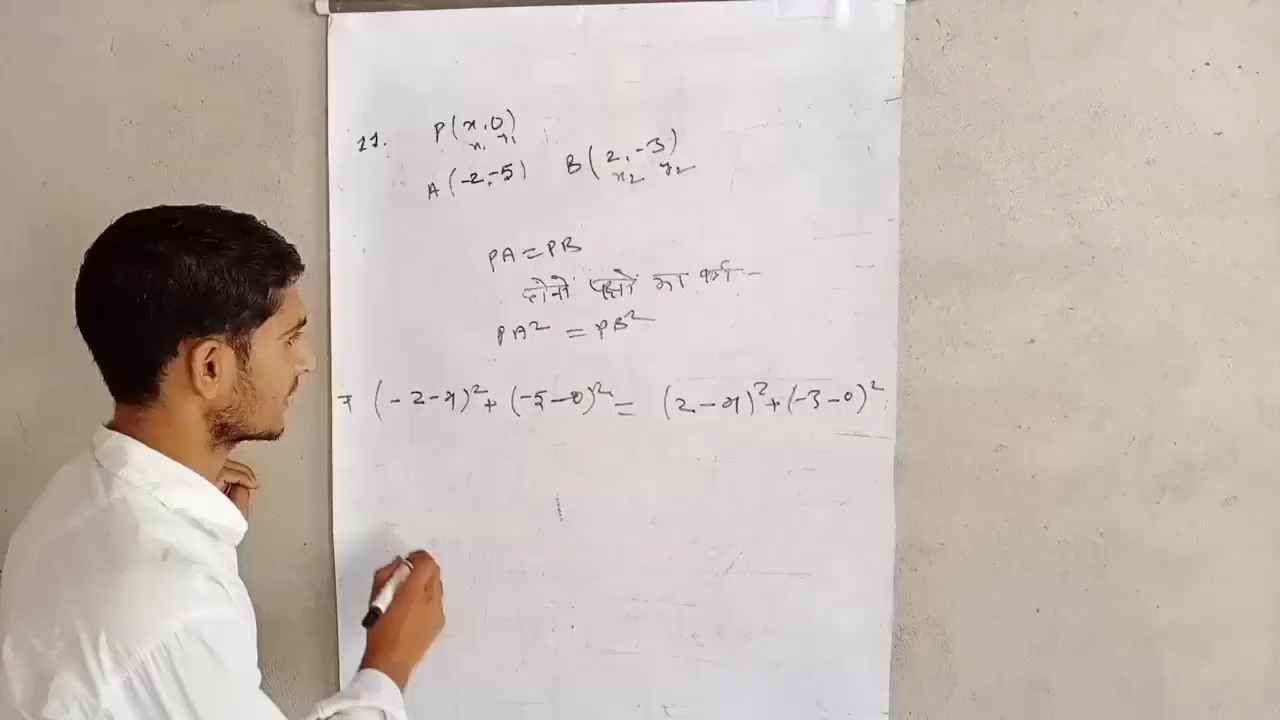 11. P(x, 0)
x₁ y₁
A(-2, -5) B(2, -3)
x₂ y₂
PA = PB
दोनो पक्षों का वर्ग -
PA² = PB²
(-2-x)² + (-5-0)² = (2-x)² + (-3-0)²